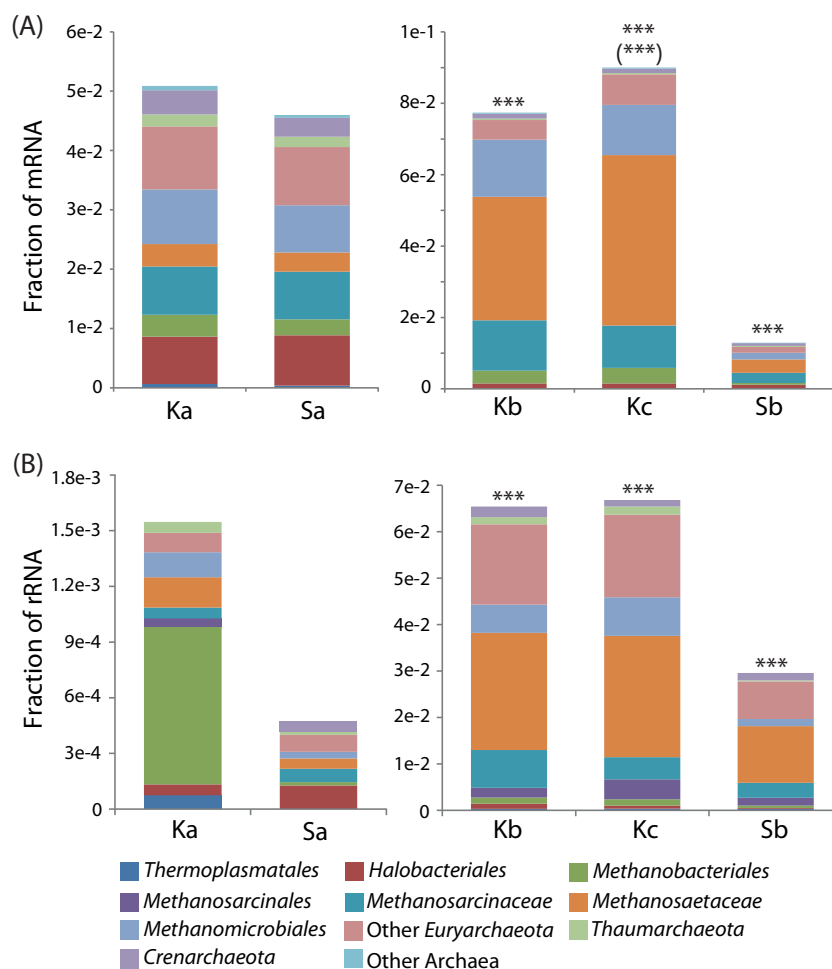 (A)
Fraction of mRNA
6e-2
5e-2
4e-2
3e-2
2e-2
1e-2
0
Ka Sa
1e-1
8e-2
6e-2
4e-2
2e-2
0
***
***
(***)
***
Kb Kc Sb
(B)
Fraction of rRNA
1.8e-3
1.5e-3
1.2e-3
9e-4
6e-4
3e-4
0
Ka Sa
7e-2
6e-2
5e-2
4e-2
3e-2
2e-2
1e-2
0
*** ***
***
Kb Kc Sb
Thermoplasmatales Halobacteriales Methanobacteriales
Methanosarcinales Methanosarcinaceae Methanosaetaceae
Methanomicrobiales Other Euryarchaeota Thaumarchaeota
Crenarchaeota Other Archaea